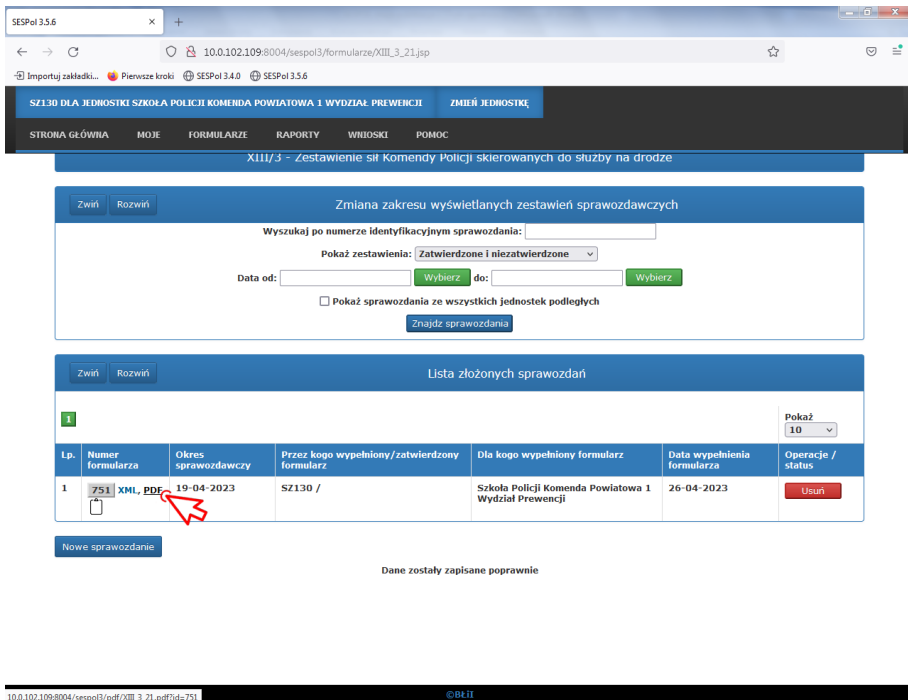 SESPol 3.5.6
10.0.102.109:8004/sespol3/formularze/XIII_3_21.jsp
Importuj zakładki... Pierwsze kroki SESPol 3.4.0 SESPol 3.5.6
SZ130 DLA JEDNOSTKI SZKOŁA POLICJI KOMENDA POWIATOWA 1 WYDZIAŁ PREWENCJI ZMIEŃ JEDNOSTKĘ
STRONA GŁÓWNA MOJE FORMULARZE RAPORTY WNIOSKI POMOC
XIII/3 - Zestawienie sił Komendy Policji skierowanych do służby na drodze
Zwiń Rozwiń Zmiana zakresu wyświetlanych zestawień sprawozdawczych
Wyszukaj po numerze identyfikacyjnym sprawozdania:
Pokaż zestawienia: Zatwierdzone i niezatwierdzone
Data od: Wybierz do: Wybierz
Pokaż sprawozdania ze wszystkich jednostek podległych
Znajdz sprawozdania
Zwiń Rozwiń Lista złożonych sprawozdań
1
Pokaż
10
Lp. Numer formularza Okres sprawozdawczy Przez kogo wypełniony/zatwierdzony formularz Dla kogo wypełniony formularz Data wypełnienia formularza Operacje / status
1 751 XML, PDF 19-04-2023 SZ130 / Szkoła Policji Komenda Powiatowa 1 Wydział Prewencji 26-04-2023 Usuń
Nowe sprawozdanie
Dane zostały zapisane poprawnie
©BŁiI
10.0.102.109:8004/sespol3/pdf/XIII_3_21.pdf?id=751